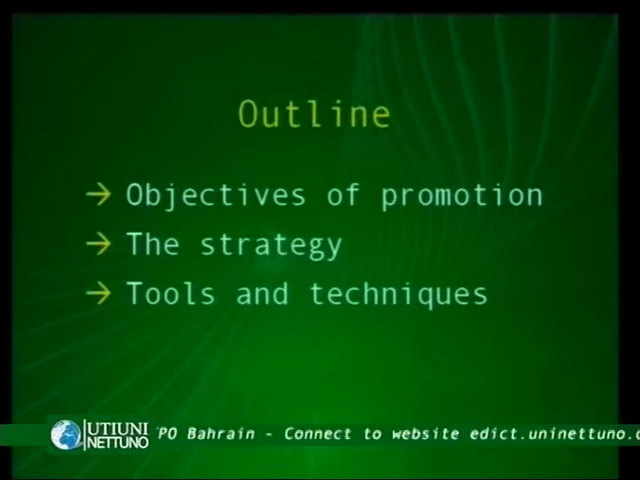 Outline
→ Objectives of promotion
→ The strategy
→ Tools and techniques
UTIUNI
NETTUNO
PO Bahrain - Connect to website edict.uninettuno.